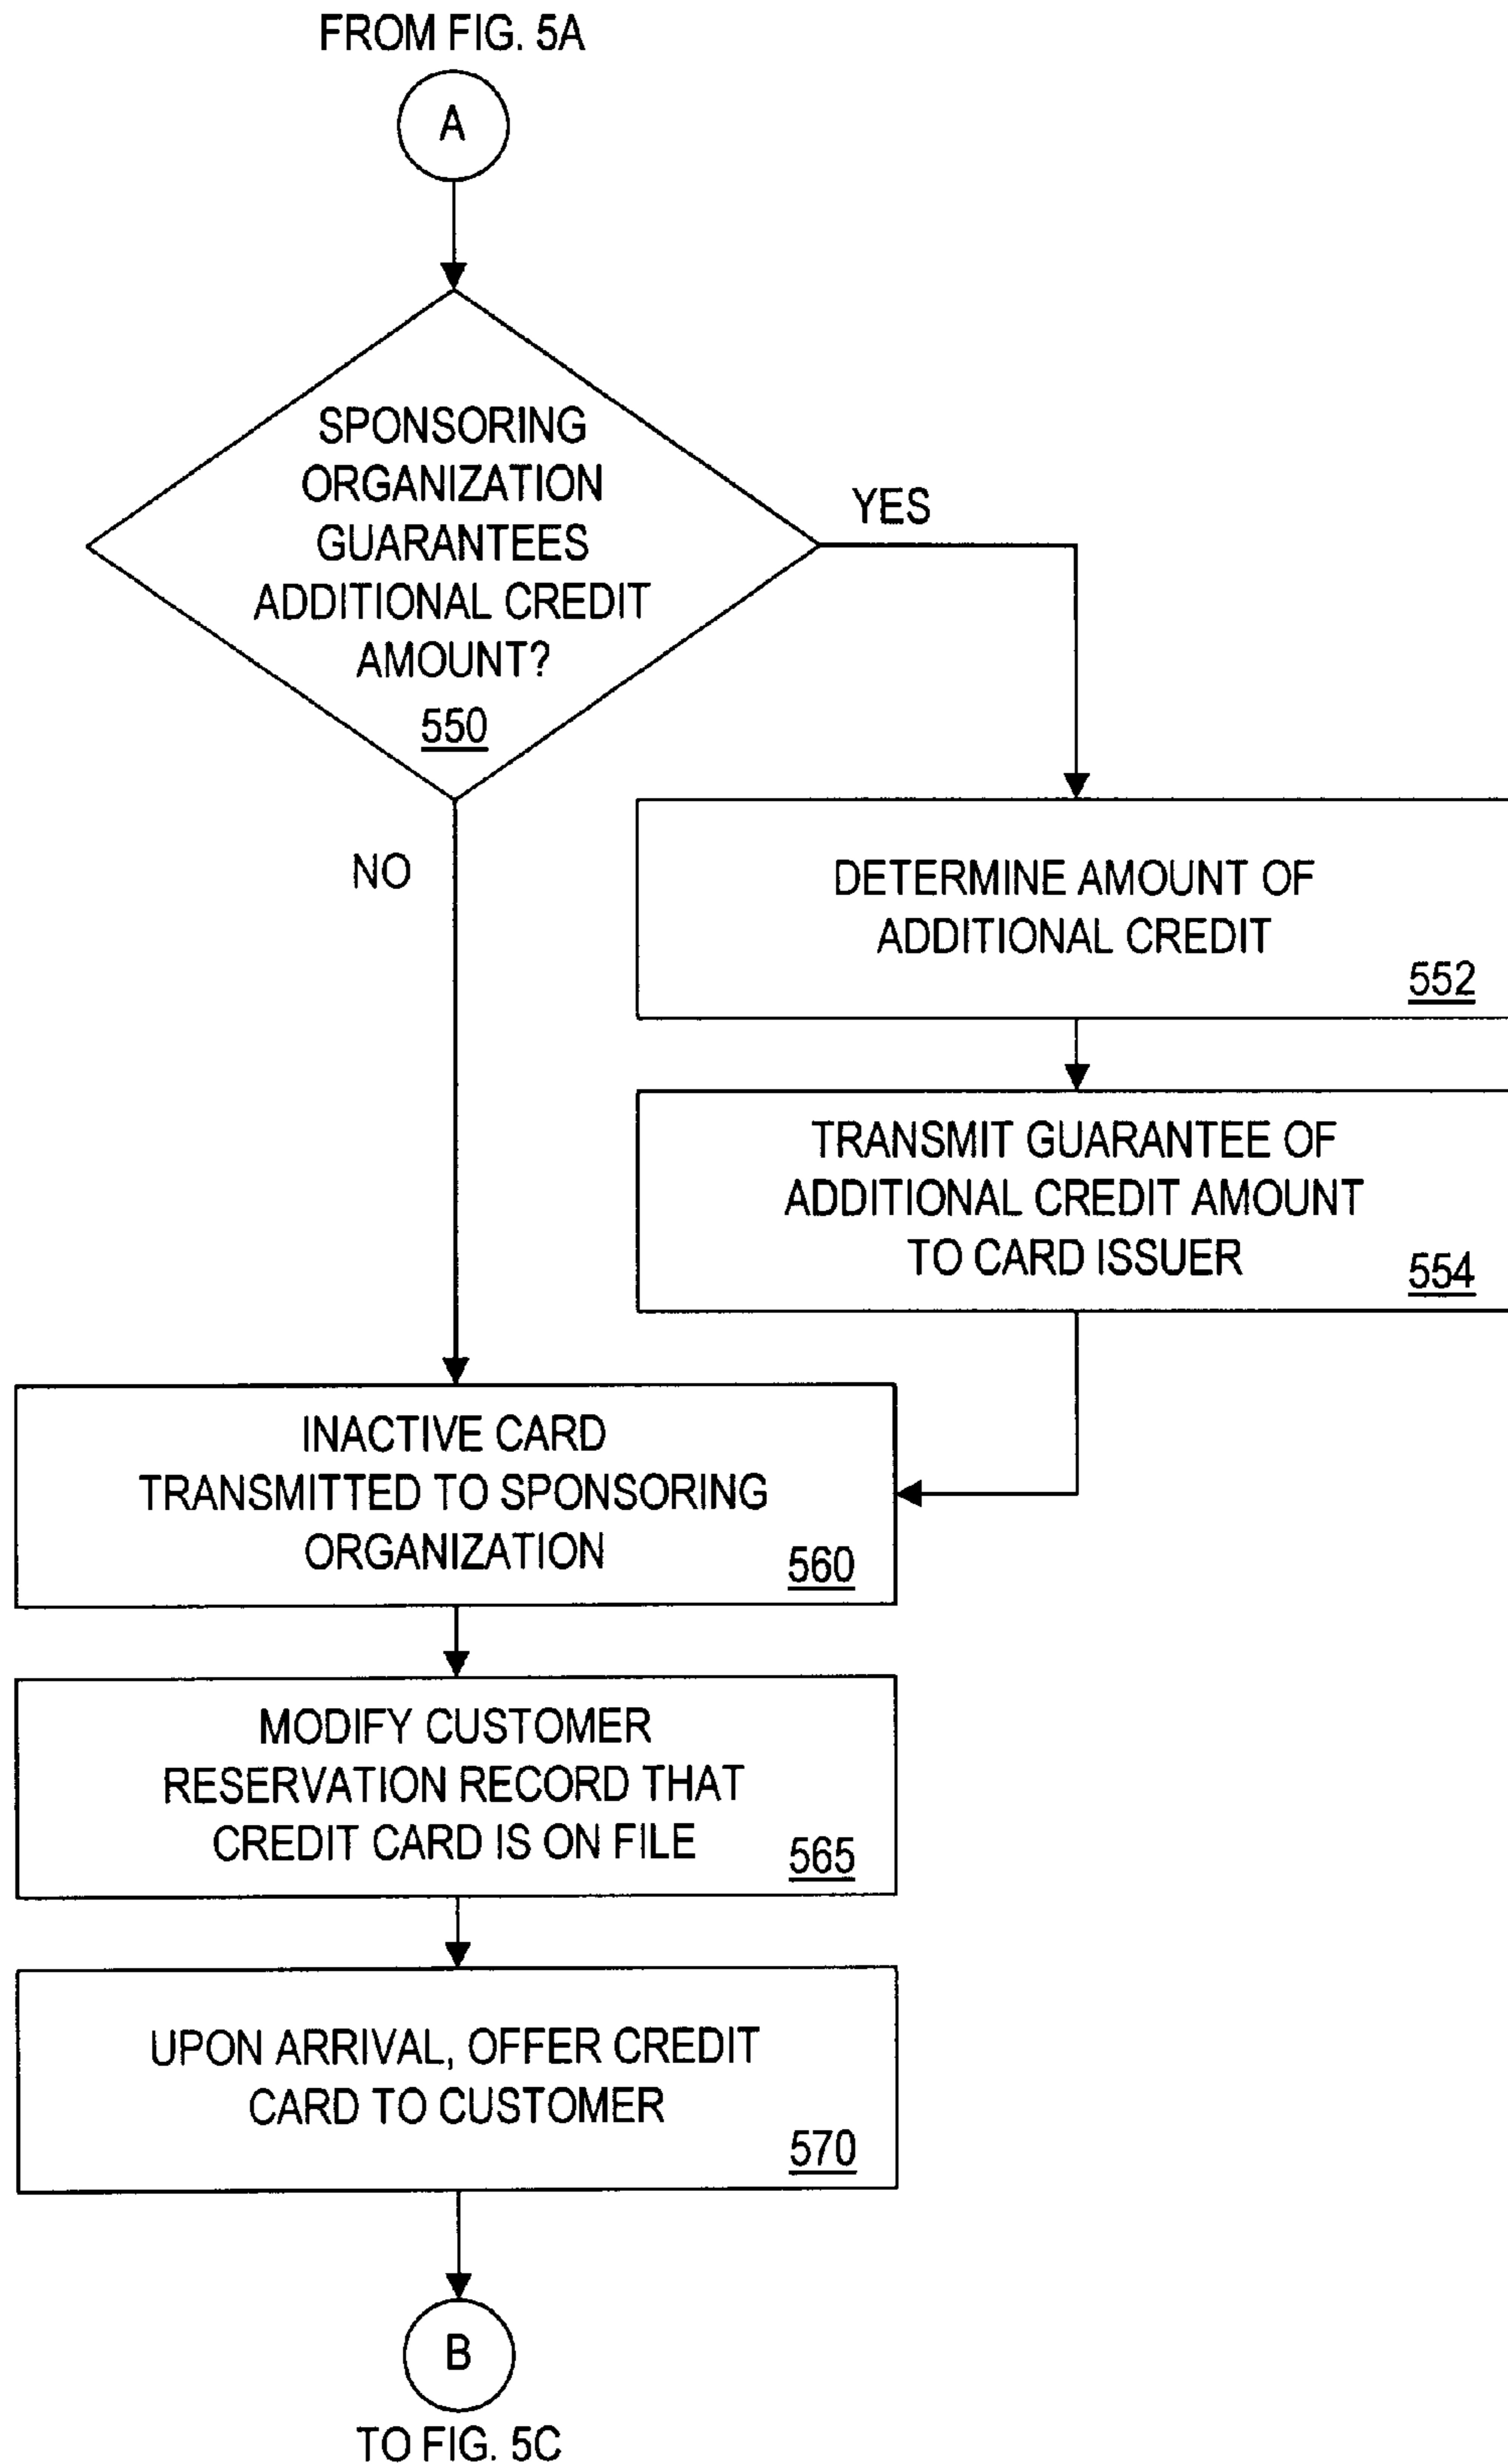 FROM FIG. 5A
A
SPONSORING
ORGANIZATION
GUARANTEES
ADDITIONAL CREDIT
AMOUNT?
550
YES
NO
DETERMINE AMOUNT OF
ADDITIONAL CREDIT
552
TRANSMIT GUARANTEE OF
ADDITIONAL CREDIT AMOUNT
TO CARD ISSUER
554
INACTIVE CARD
TRANSMITTED TO SPONSORING
ORGANIZATION
560
MODIFY CUSTOMER
RESERVATION RECORD THAT
CREDIT CARD IS ON FILE
565
UPON ARRIVAL, OFFER CREDIT
CARD TO CUSTOMER
570
B
TO FIG. 5C